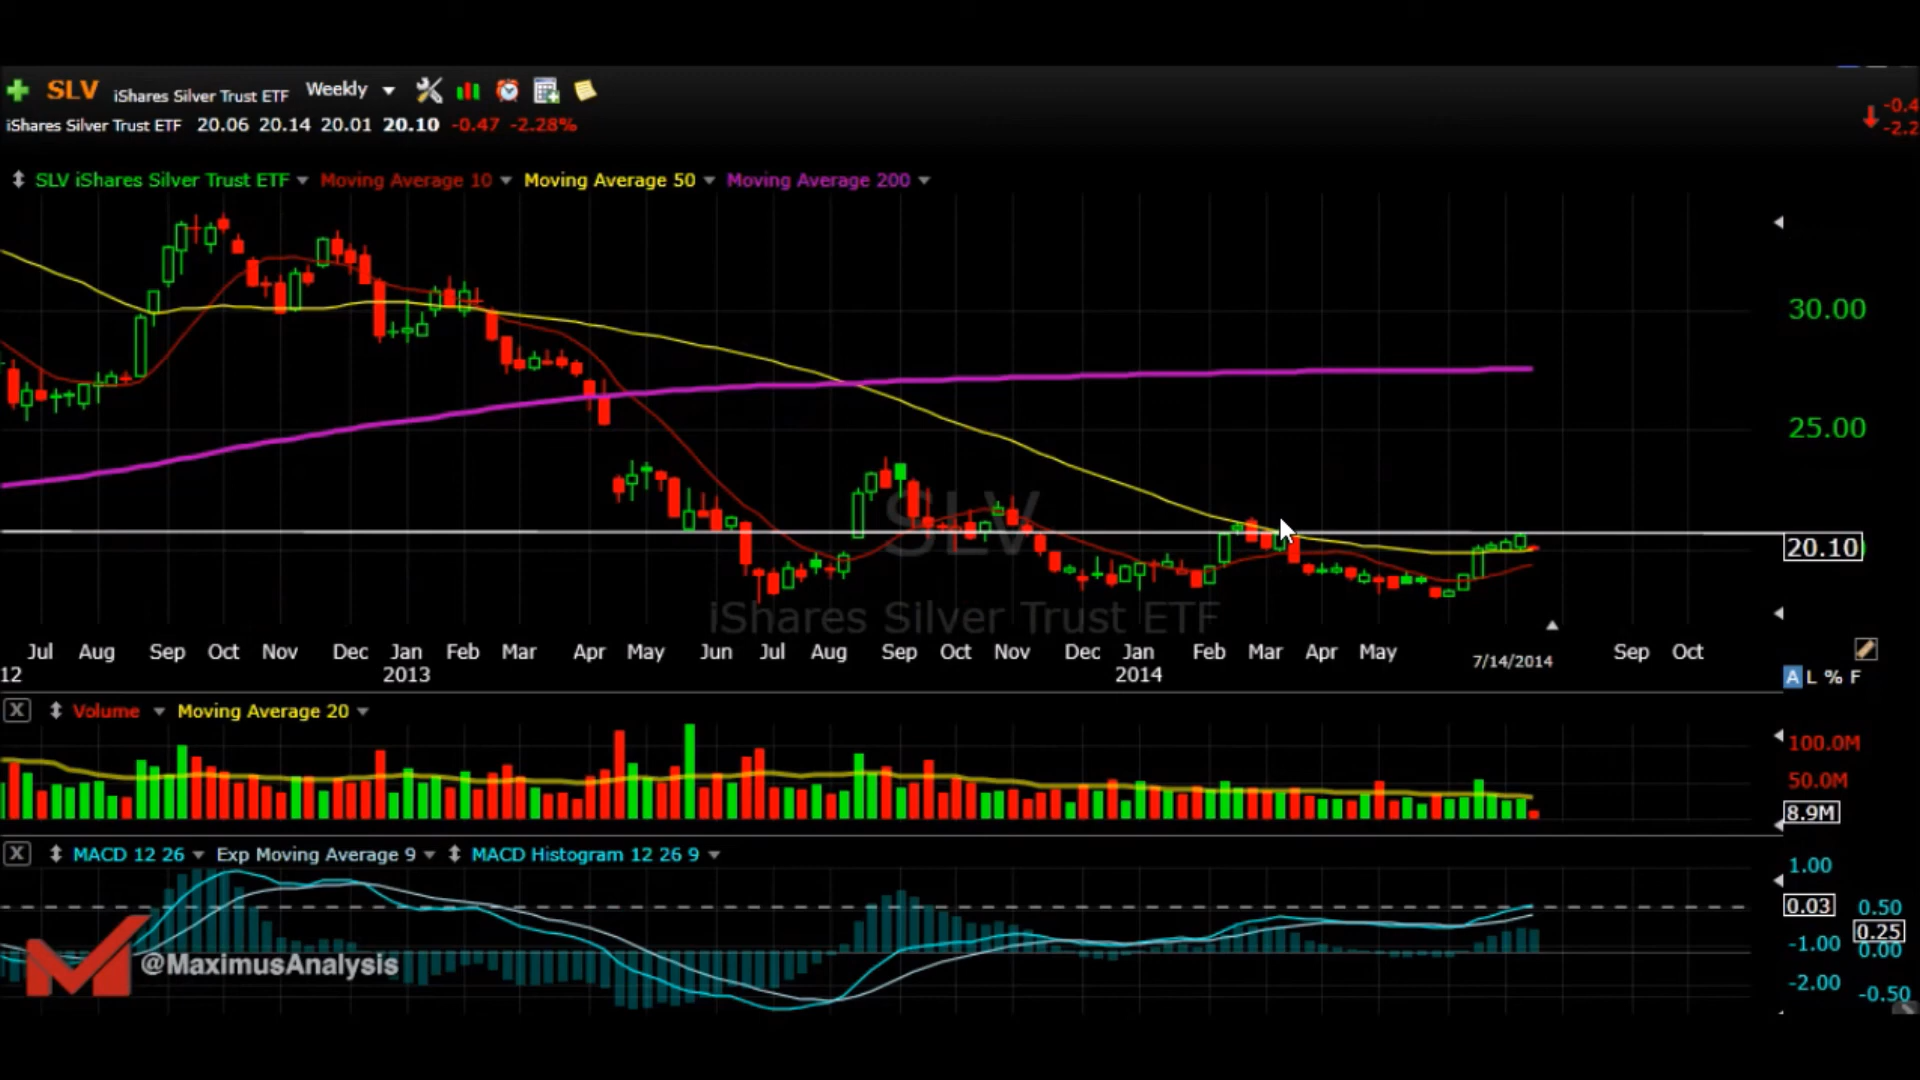 SLV iShares Silver Trust ETF Weekly
iShares Silver Trust ETF 20.06 20.14 20.01 20.10 -0.47 -2.28%
-0.4
-2.2
SLV iShares Silver Trust ETF Moving Average 10 Moving Average 50 Moving Average 200
30.00
25.00
SLV
20.10
iShares Silver Trust ETF
Jul Aug Sep Oct Nov Dec Jan Feb Mar Apr May Jun Jul Aug Sep Oct Nov Dec Jan Feb Mar Apr May 7/14/2014 Sep Oct
12 2013 2014
A L % F
X Volume Moving Average 20
100.0M
50.0M
8.9M
X MACD 12 26 Exp Moving Average 9 MACD Histogram 12 26 9
1.00
0.03 0.50
0.25
-1.00 0.00
-2.00 -0.50
@MaximusAnalysis